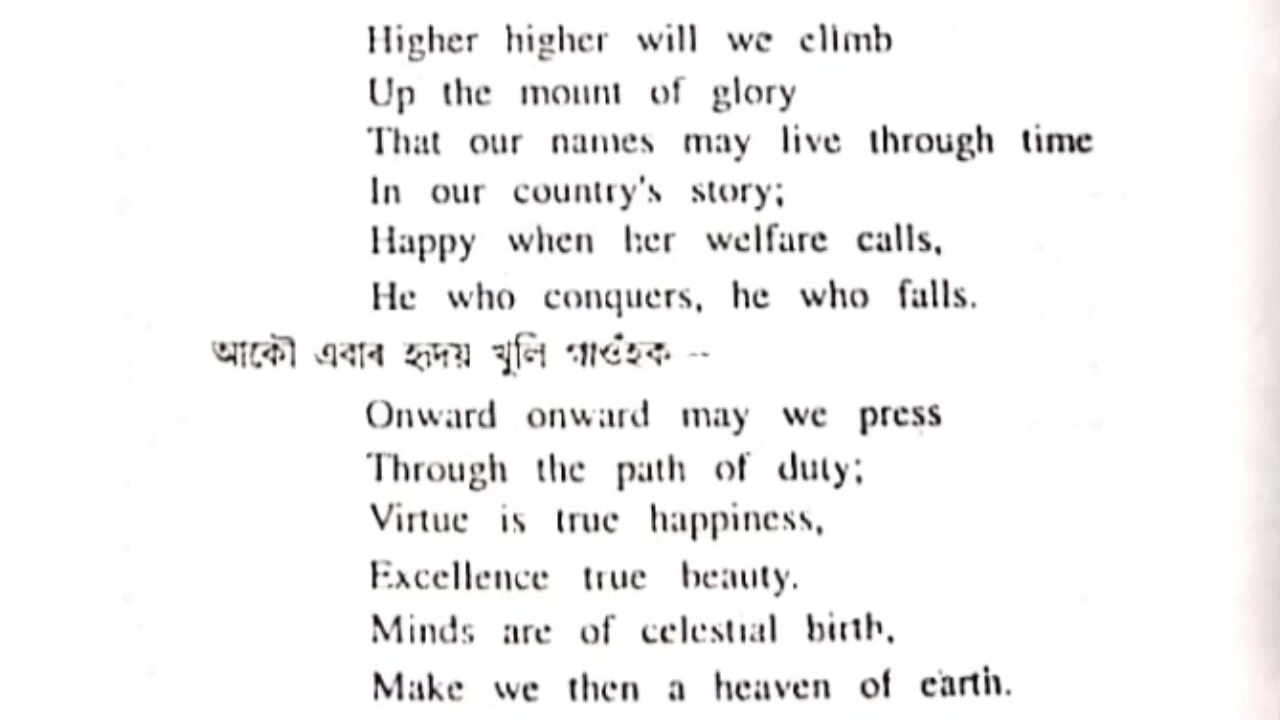 Higher higher will we climb
Up the mount of glory
That our names may live through time
In our country's story;
Happy when her welfare calls,
He who conquers, he who falls.
আকৌ এবাৰ হৃদয় খুলি গাওঁহক --
Onward onward may we press
Through the path of duty;
Virtue is true happiness,
Excellence true beauty.
Minds are of celestial birth,
Make we then a heaven of earth.